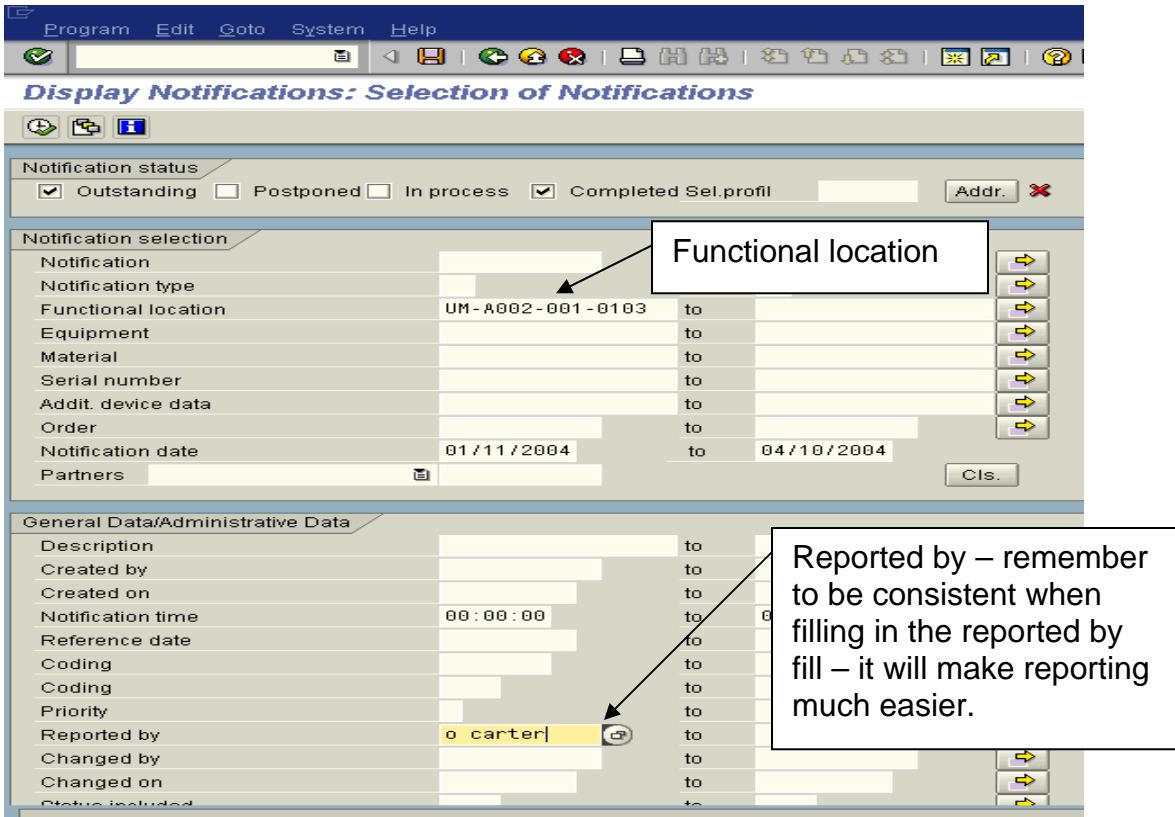 Program Edit Goto System Help
Display Notifications: Selection of Notifications
Notification status
Outstanding Postponed In process Completed Sel.profil Addr.
Notification selection
Functional location
Notification
Notification type
Functional location UM-A002-001-0103 to
Equipment to
Material to
Serial number to
Addit. device data to
Order to
Notification date 01/11/2004 to 04/10/2004
Partners Cls.
General Data/Administrative Data
Description to
Created by to
Created on to
Notification time 00:00:00 to 0
Reference date to
Coding to
Coding to
Priority to
Reported by o carter to
Changed by to
Changed on to
Status included to
Reported by – remember
to be consistent when
filling in the reported by
fill – it will make reporting
much easier.